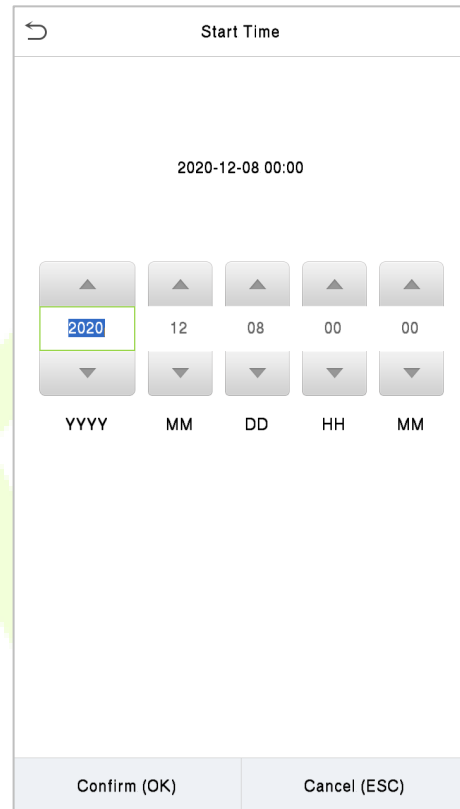 Start Time
2020-12-08 00:00
2020 12 08 00 00
YYYY MM DD HH MM
Confirm (OK) Cancel (ESC)